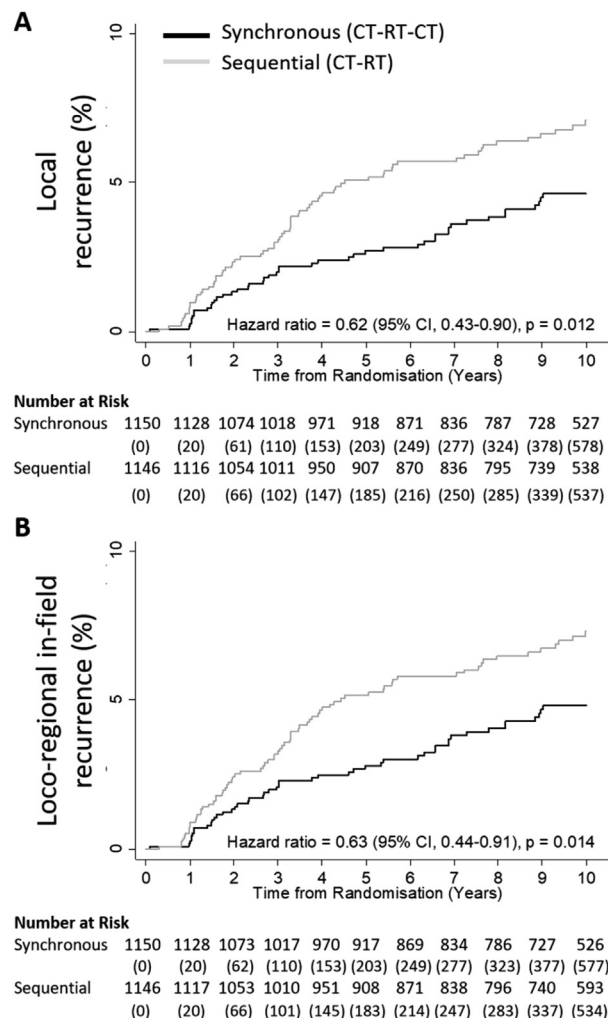 A
10
Synchronous (CT-RT-CT)
Sequential (CT-RT)
Local
recurrence (%)
5
0
Hazard ratio = 0.62 (95% CI, 0.43-0.90), p = 0.012
0 1 2 3 4 5 6 7 8 9 10
Time from Randomisation (Years)
Number at Risk
Synchronous 1150 1128 1074 1018 971 918 871 836 787 728 527
(0) (20) (61) (110) (153) (203) (249) (277) (324) (378) (578)
Sequential 1146 1116 1054 1011 950 907 870 836 795 739 538
(0) (20) (66) (102) (147) (185) (216) (250) (285) (339) (537)
B
10
Loco-regional in-field
recurrence (%)
5
0
Hazard ratio = 0.63 (95% CI, 0.44-0.91), p = 0.014
0 1 2 3 4 5 6 7 8 9 10
Time from Randomisation (Years)
Number at Risk
Synchronous 1150 1128 1073 1017 970 917 869 834 786 727 526
(0) (20) (62) (110) (153) (203) (249) (277) (323) (377) (577)
Sequential 1146 1117 1053 1010 951 908 871 838 796 740 593
(0) (20) (66) (101) (145) (183) (214) (247) (283) (337) (534)